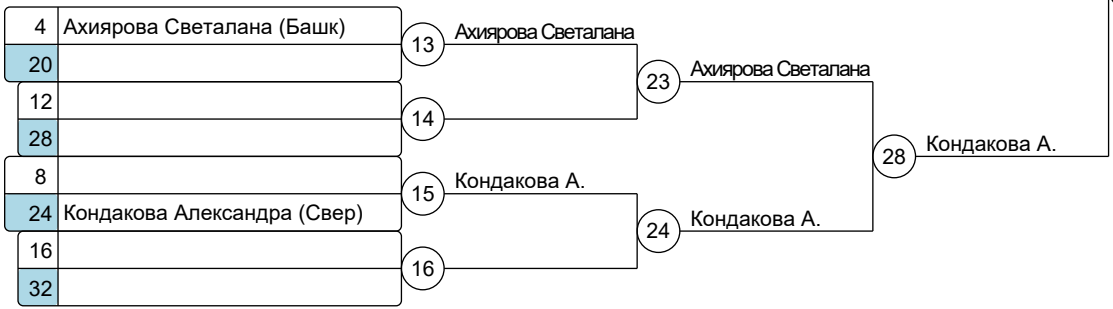 4 Ахиярова Светалана (Башк)
13 Ахиярова Светалана
20
23 Ахиярова Светалана
12
14
28
28 Кондакова А.
8
15 Кондакова А.
24 Кондакова Александра (Свер)
24 Кондакова А.
16
16
32